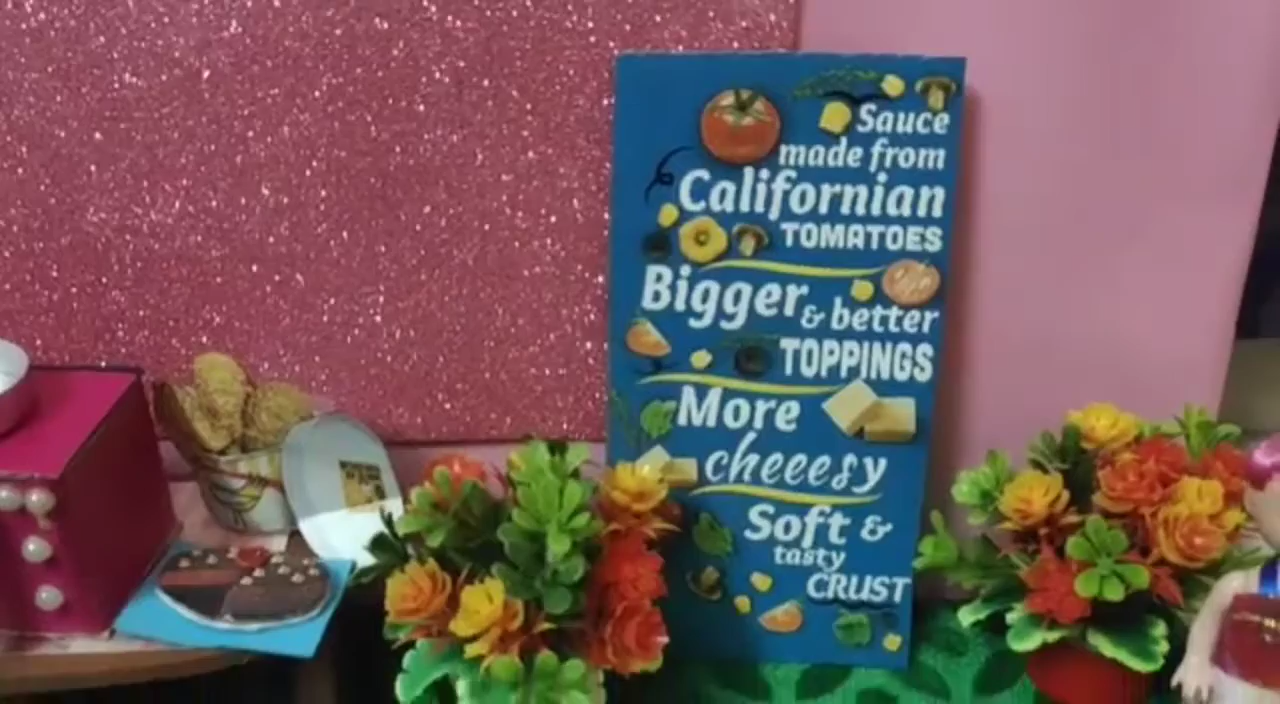 Sauce
made from
Californian
TOMATOES
Bigger
& better
TOPPINGS
More
cheeesy
Soft &
tasty
CRUST